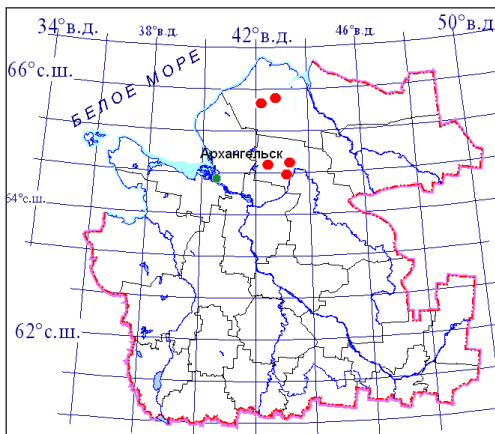 34°в.д.
38°в.д.
42°в.д.
46°в.д.
50°в.д.
66°с.ш.
БЕЛОЕ МОРЕ
Архангельск
64°с.ш.
62°с.ш.